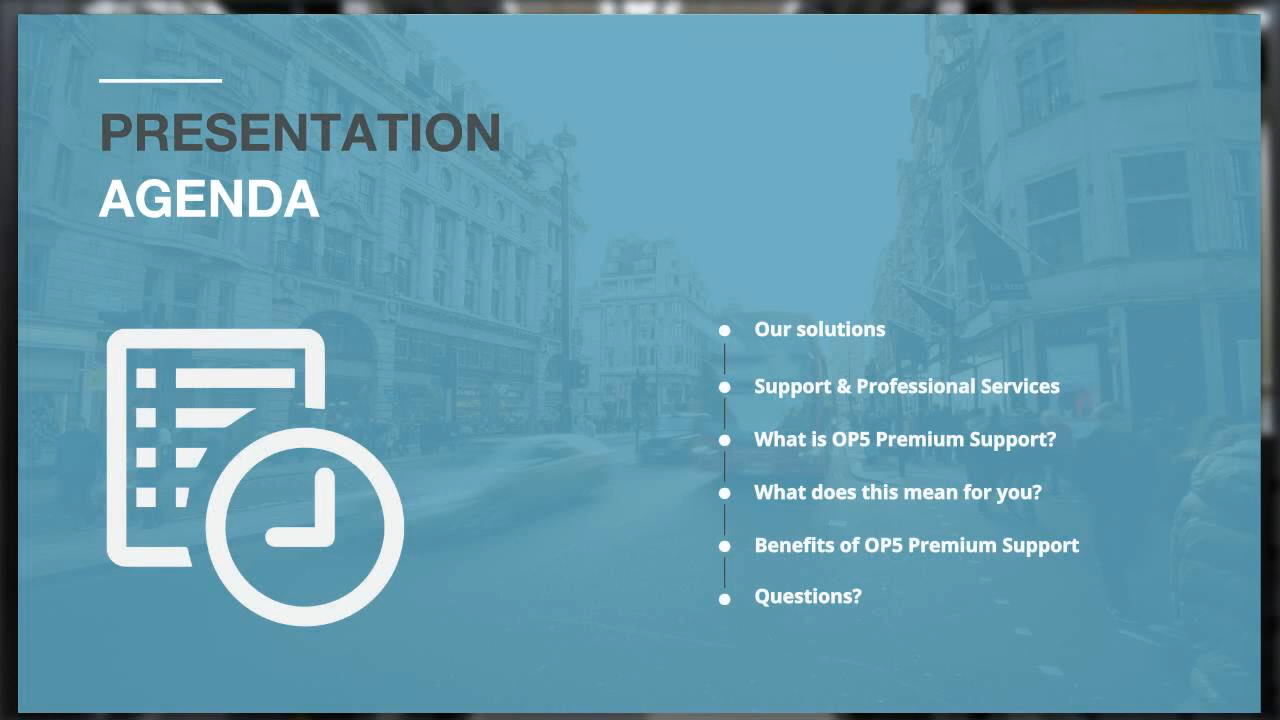 PRESENTATION
AGENDA
Our solutions
Support & Professional Services
What is OP5 Premium Support?
What does this mean for you?
Benefits of OP5 Premium Support
Questions?